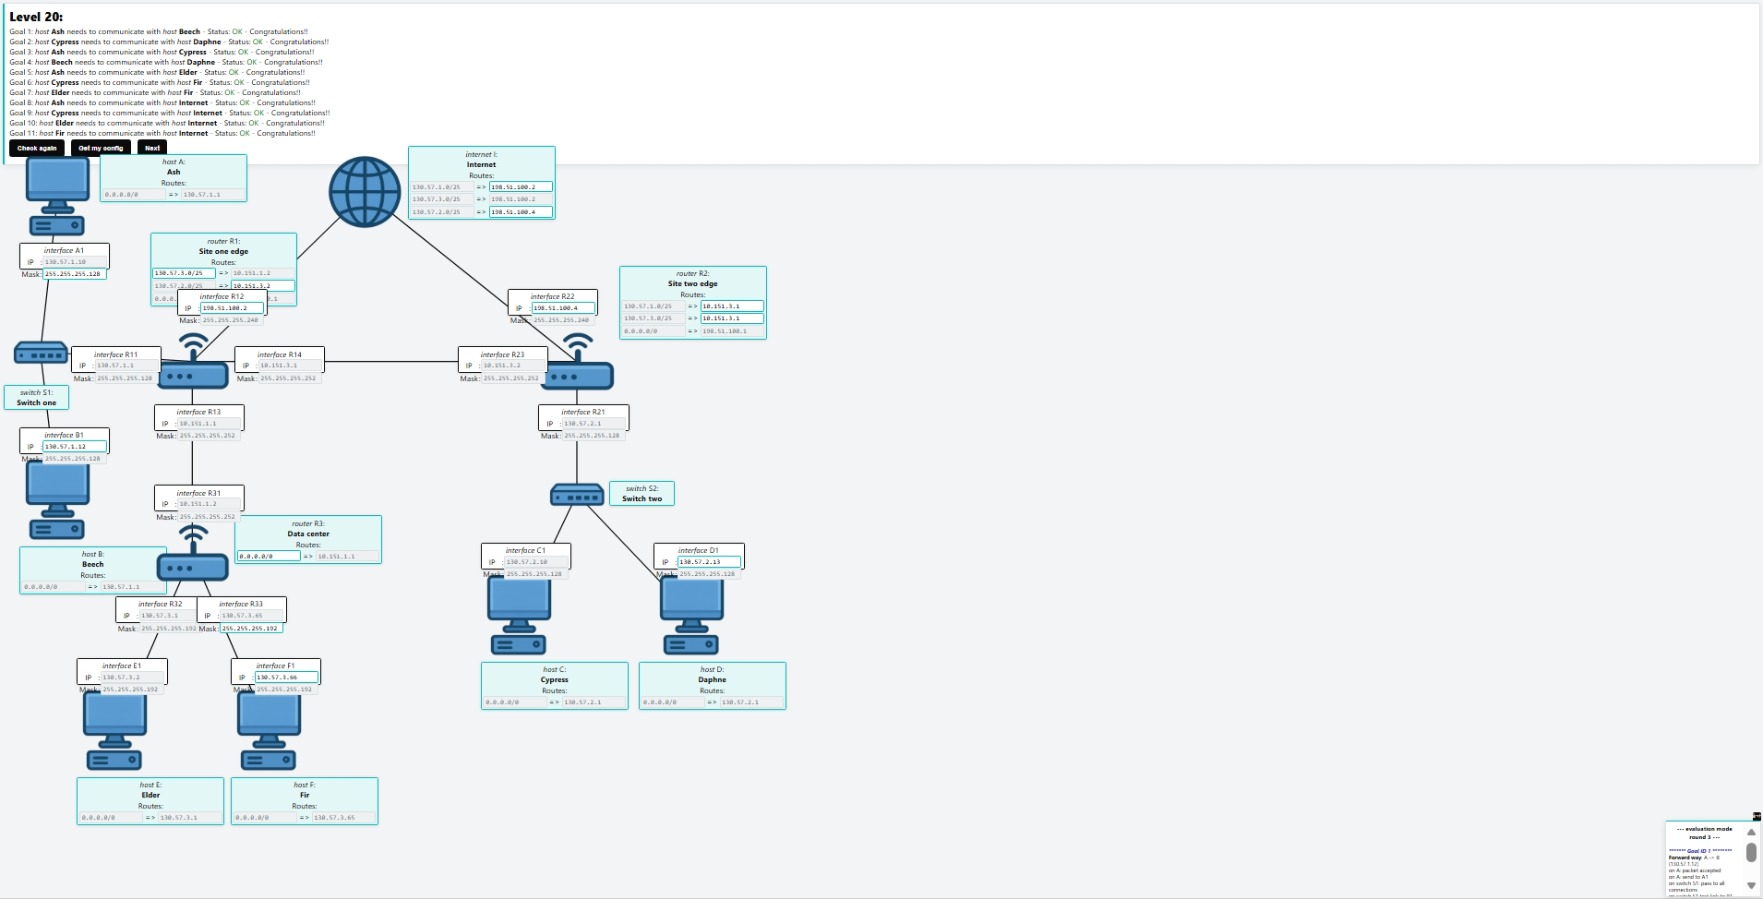 Level 20:
Goal 1: host Ash needs to communicate with host Beech - Status: OK - Congratulations!!
Goal 2: host Cypress needs to communicate with host Daphne - Status: OK - Congratulations!!
Goal 3: host Ash needs to communicate with host Cypress - Status: OK - Congratulations!!
Goal 4: host Beech needs to communicate with host Daphne - Status: OK - Congratulations!!
Goal 5: host Ash needs to communicate with host Elder - Status: OK - Congratulations!!
Goal 6: host Cypress needs to communicate with host Fir - Status: OK - Congratulations!!
Goal 7: host Elder needs to communicate with host Fir - Status: OK - Congratulations!!
Goal 8: host Ash needs to communicate with host Internet - Status: OK - Congratulations!!
Goal 9: host Cypress needs to communicate with host Internet - Status: OK - Congratulations!!
Goal 10: host Elder needs to communicate with host Internet - Status: OK - Congratulations!!
Goal 11: host Fir needs to communicate with host Internet - Status: OK - Congratulations!!
Check again Get my config Next
host A:
Ash
Routes:
0.0.0.0/0 => 130.57.1.1
internet I:
Internet
Routes:
130.57.1.0/25 => 198.51.100.2
130.57.3.0/25 => 198.51.100.2
130.57.2.0/25 => 198.51.100.4
interface A1
IP : 130.57.1.10
Mask: 255.255.255.128
router R1:
Site one edge
Routes:
130.57.3.0/25 => 10.151.1.2
130.57.2.0/25 => 10.151.3.2
interface R12
IP : 198.51.100.2
Mask: 255.255.255.240
interface R22
IP : 198.51.100.4
Mask: 255.255.255.240
router R2:
Site two edge
Routes:
130.57.1.0/25 => 10.151.3.1
130.57.3.0/25 => 10.151.3.1
0.0.0.0/0 => 198.51.100.1
interface R11
IP : 130.57.1.1
Mask: 255.255.255.128
interface R14
IP : 10.151.3.1
Mask: 255.255.255.252
interface R23
IP : 10.151.3.2
Mask: 255.255.255.252
switch S1:
Switch one
interface R13
IP : 10.151.1.1
Mask: 255.255.255.252
interface R21
IP : 130.57.2.1
Mask: 255.255.255.128
interface B1
IP : 130.57.1.12
Mask: 255.255.255.128
interface R31
IP : 10.151.1.2
Mask: 255.255.255.252
switch S2:
Switch two
router R3:
Data center
Routes:
0.0.0.0/0 => 10.151.1.1
host B:
Beech
Routes:
0.0.0.0/0 => 130.57.1.1
interface C1
IP : 130.57.2.10
Mask: 255.255.255.128
interface D1
IP : 130.57.2.13
Mask: 255.255.255.128
interface R32
IP : 130.57.3.1
Mask: 255.255.255.192
interface R33
IP : 130.57.3.65
Mask: 255.255.255.192
interface E1
IP : 130.57.3.2
Mask: 255.255.255.192
interface F1
IP : 130.57.3.66
Mask: 255.255.255.192
host C:
Cypress
Routes:
0.0.0.0/0 => 130.57.2.1
host D:
Daphne
Routes:
0.0.0.0/0 => 130.57.2.1
host E:
Elder
Routes:
0.0.0.0/0 => 130.57.3.1
host F:
Fir
Routes:
0.0.0.0/0 => 130.57.3.65
--- evaluation mode
round 3 ---
******* Goal ID 1 ********
Forward way: A -> B
(130.57.1.12)
on A: packet accepted
on A: send to A1
on switch S1: pass to all
connections